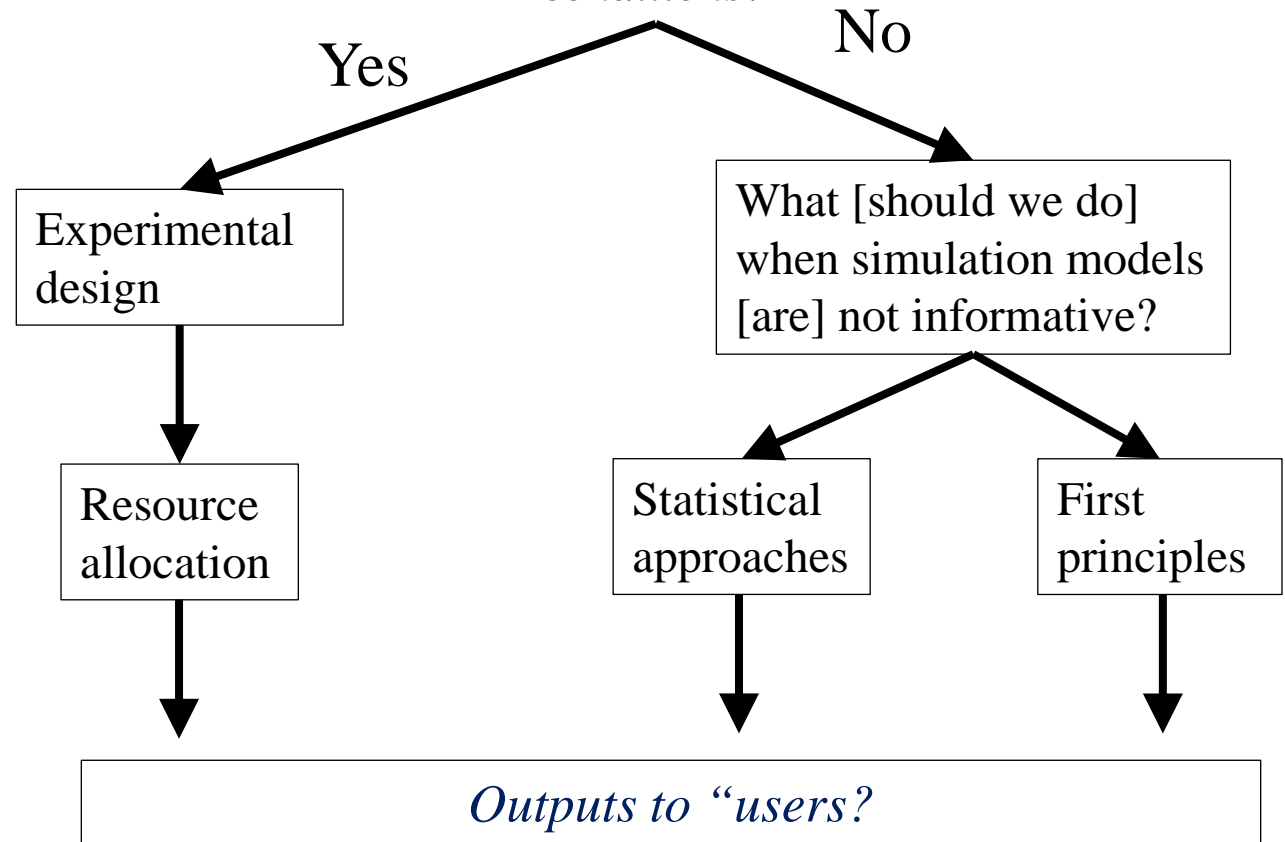 Yes
No
Experimental
design
What [should we do]
when simulation models
[are] not informative?
Resource
allocation
Statistical
approaches
First
principles
Outputs to “users?